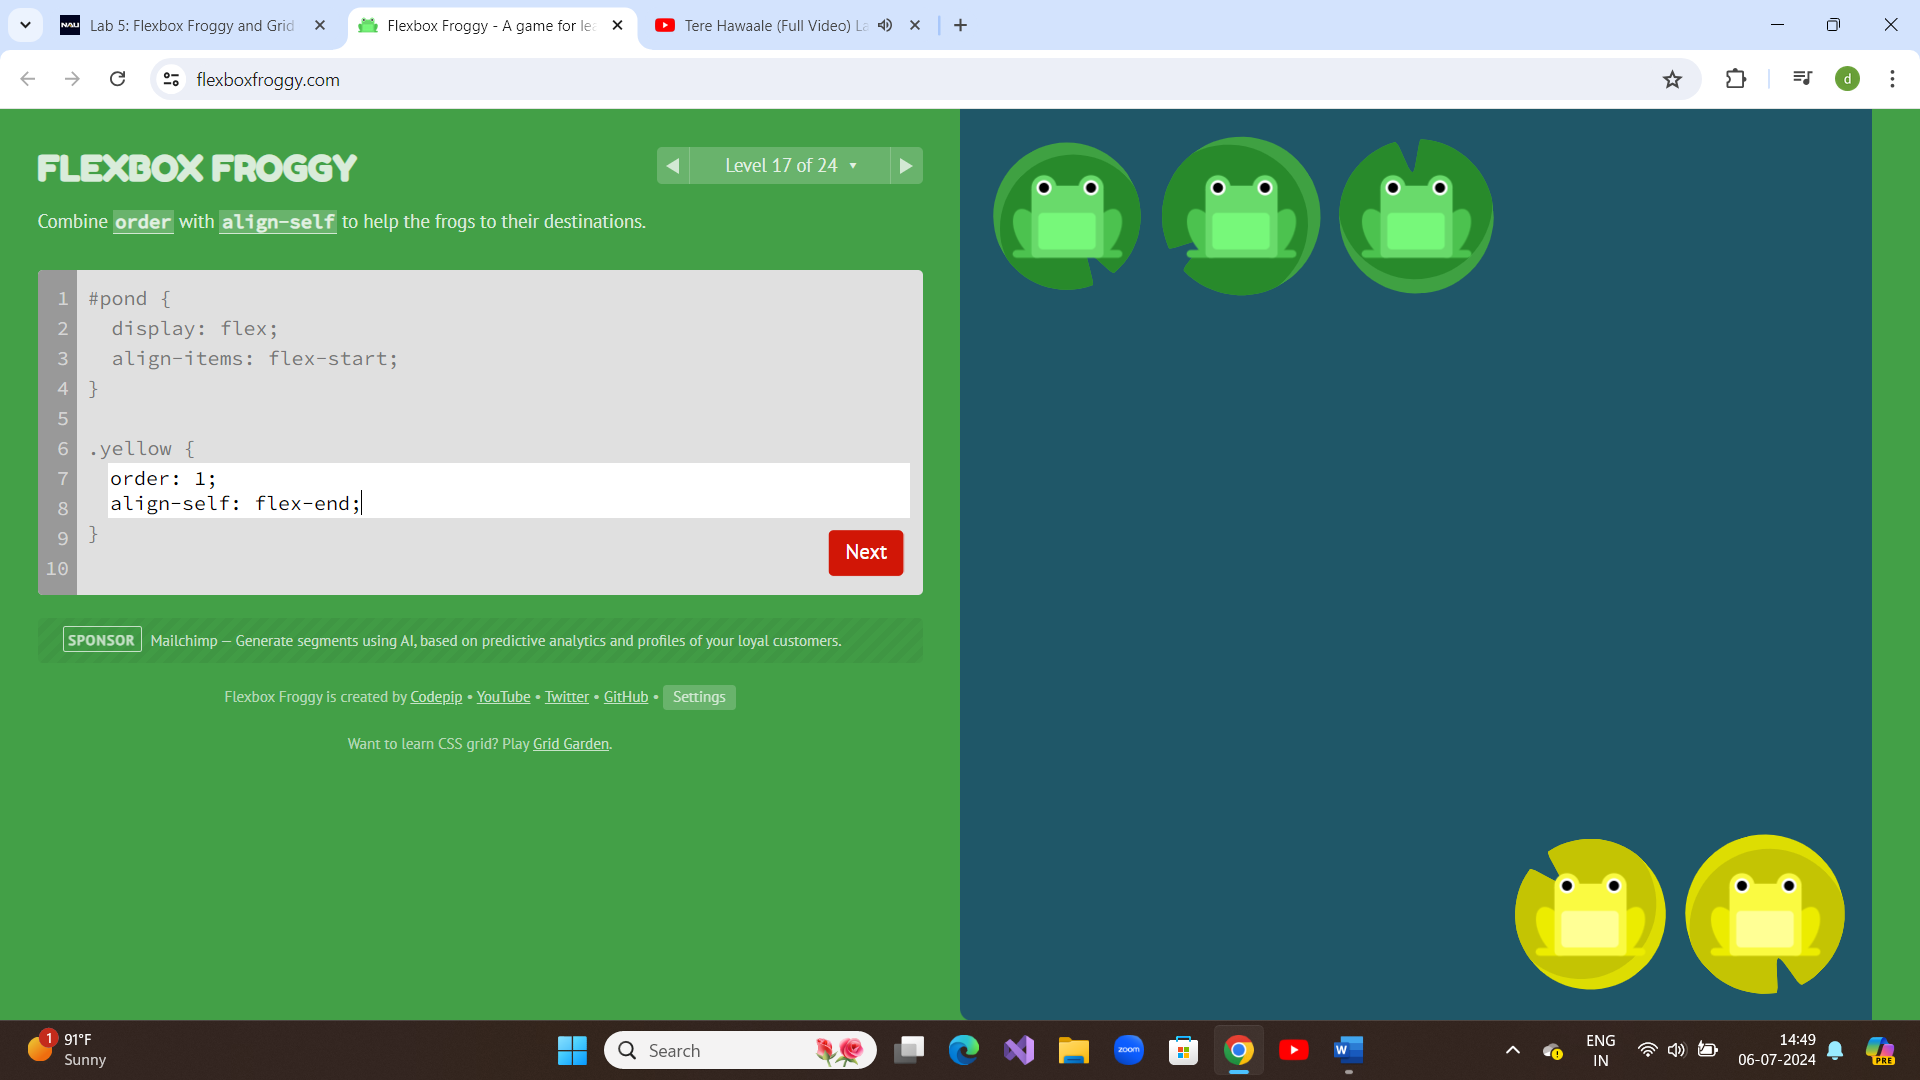 Lab 5: Flexbox Froggy and Grid
Flexbox Froggy - A game for lea
Tere Hawaale (Full Video) La
flexboxfroggy.com
d
FLEXBOX FROGGY
Level 17 of 24
Combine order with align-self to help the frogs to their destinations.
1 #pond {
2 display: flex;
3 align-items: flex-start;
4 }
5
6 .yellow {
7 order: 1;
8 align-self: flex-end;
9 }
10
Next
SPONSOR Mailchimp — Generate segments using AI, based on predictive analytics and profiles of your loyal customers.
Flexbox Froggy is created by Codepip • YouTube • Twitter • GitHub • Settings
Want to learn CSS grid? Play Grid Garden.
1
91°F
Sunny
Search
zoom
W
ENG
IN
14:49
06-07-2024
PRE